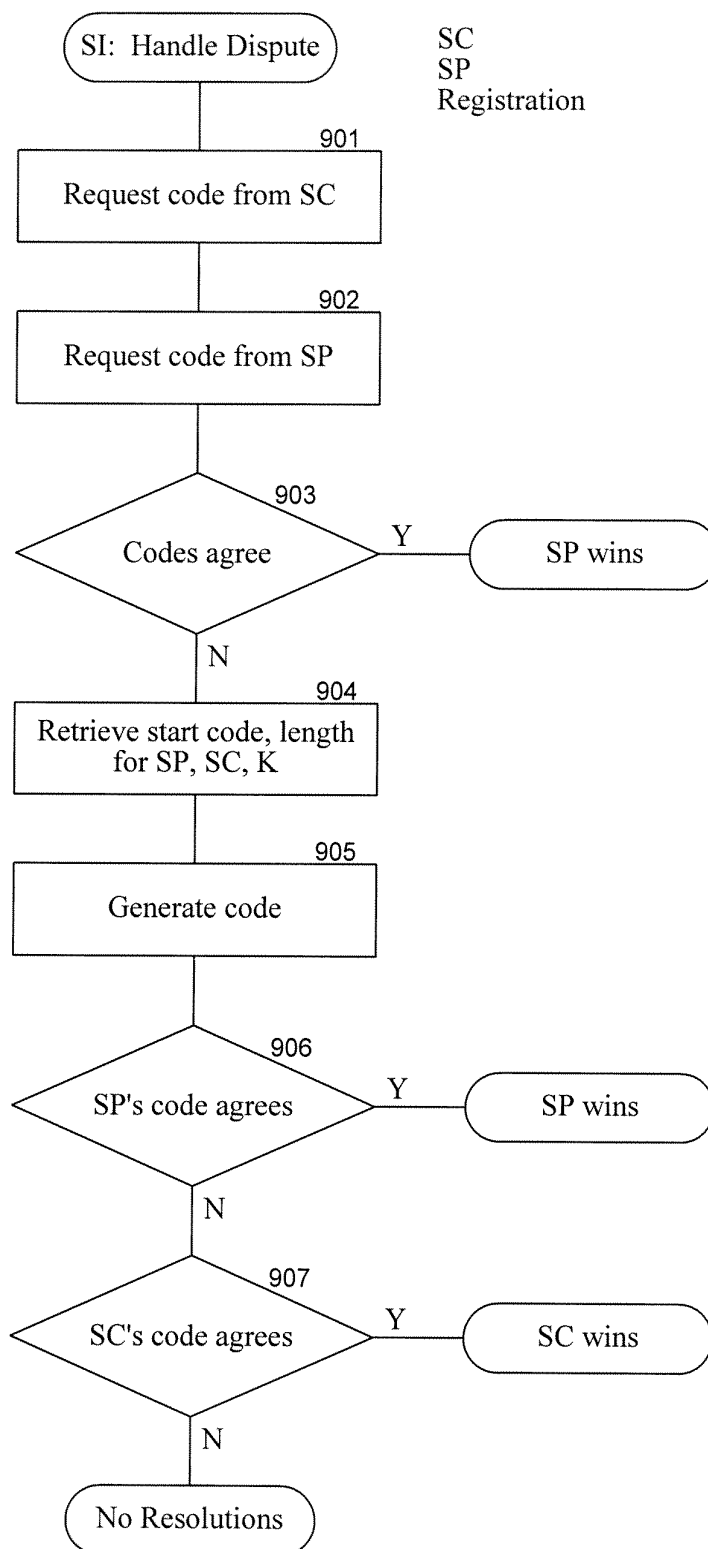 SI: Handle Dispute
SC
SP
Registration
901
Request code from SC
902
Request code from SP
903
Codes agree
Y
SP wins
N
904
Retrieve start code, length
for SP, SC, K
905
Generate code
906
SP's code agrees
Y
SP wins
N
907
SC's code agrees
Y
SC wins
N
No Resolutions